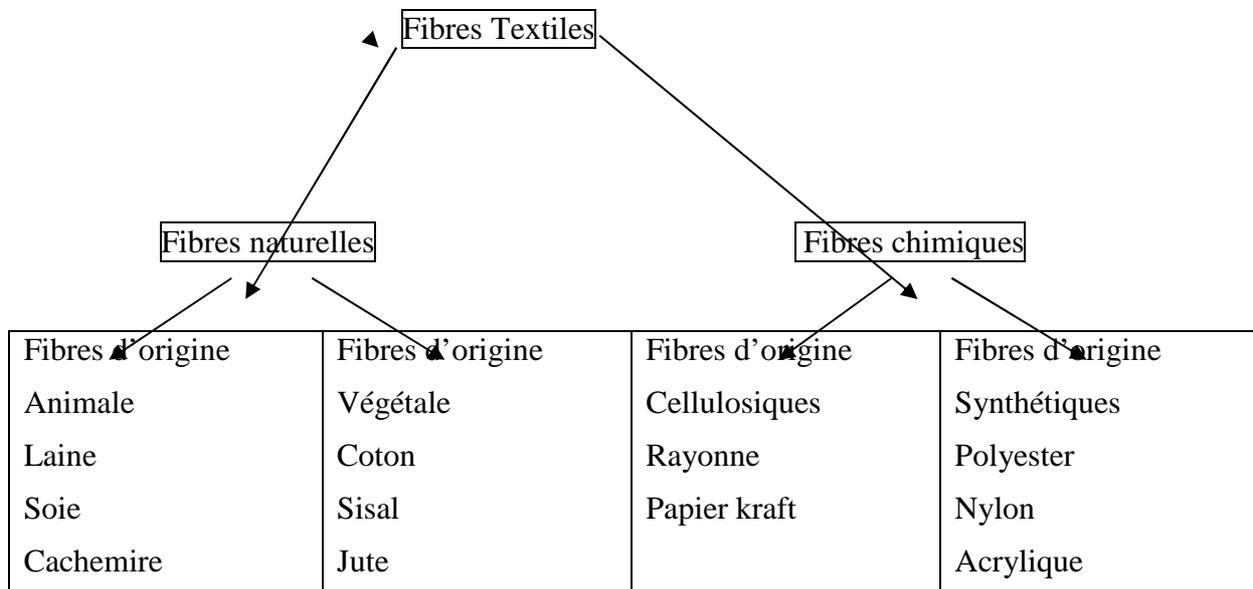 Fibres Textiles
Fibres naturelles
Fibres chimiques
Fibres d’origine
Animale
Laine
Soie
Cachemire
Fibres d’origine
Végétale
Coton
Sisal
Jute
Fibres d’origine
Cellulosiques
Rayonne
Papier kraft
Fibres d’origine
Synthétiques
Polyester
Nylon
Acrylique